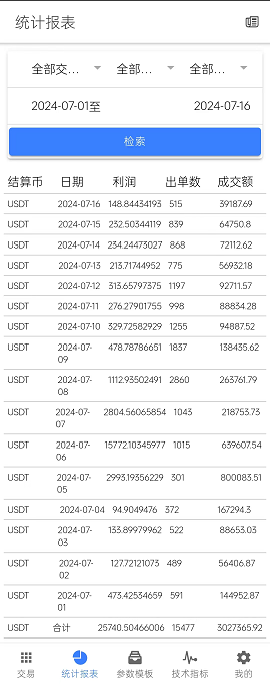 统计报表
全部交... 全部... 全部...
2024-07-01至 2024-07-16
检索
结算币 日期 利润 出单数 成交额
USDT 2024-07-16 148.84434193 515 39187.69
USDT 2024-07-15 232.50344119 839 64750.8
USDT 2024-07-14 234.24473027 868 72112.62
USDT 2024-07-13 213.71744952 775 56932.18
USDT 2024-07-12 313.65797375 1197 92711.57
USDT 2024-07-11 276.27901755 998 88834.28
USDT 2024-07-10 329.72582929 1255 94887.52
USDT 2024-07-09 478.78786651 1837 138435.62
USDT 2024-07-08 1112.93502491 2860 263761.79
USDT 2024-07-07 2804.56065854 1043 218753.73
USDT 2024-07-06 15772.10345977 1015 639607.54
USDT 2024-07-05 2993.19356229 301 800083.51
USDT 2024-07-04 94.9049476 372 167294.3
USDT 2024-07-03 133.89979962 522 88653.03
USDT 2024-07-02 127.72121073 489 56406.87
USDT 2024-07-01 473.42534659 591 144952.87
USDT 合计 25740.50466006 15477 3027365.92
交易 统计报表 参数模板 技术指标 我的